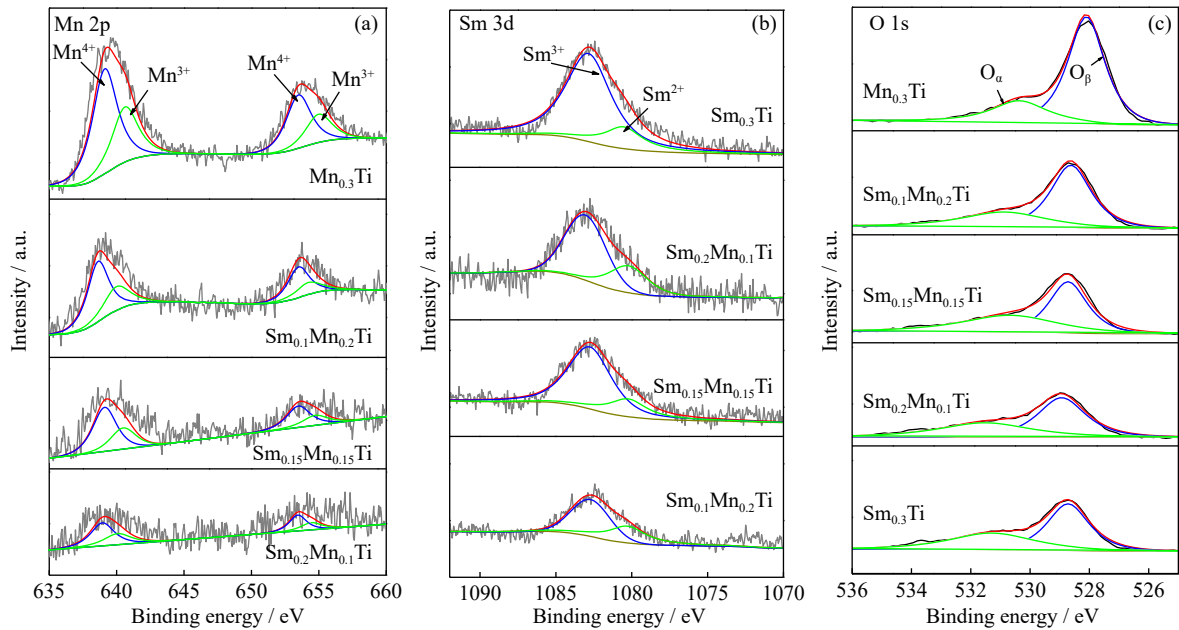 Mn 2p
(a)
Mn⁴⁺
Mn³⁺
Mn⁴⁺
Mn³⁺
Mn₀.₃Ti
Sm₀.₁Mn₀.₂Ti
Sm₀.₁₅Mn₀.₁₅Ti
Sm₀.₂Mn₀.₁Ti
Intensity / a.u.
635 640 645 650 655 660
Binding energy / eV
Sm 3d
(b)
Sm³⁺
Sm²⁺
Sm₀.₃Ti
Sm₀.₂Mn₀.₁Ti
Sm₀.₁₅Mn₀.₁₅Ti
Sm₀.₁Mn₀.₂Ti
Intensity / a.u.
1090 1085 1080 1075 1070
Binding energy / eV
O 1s
(c)
Oα
Oᵦ
Mn₀.₃Ti
Sm₀.₁Mn₀.₂Ti
Sm₀.₁₅Mn₀.₁₅Ti
Sm₀.₂Mn₀.₁Ti
Sm₀.₃Ti
Intensity / a.u.
536 534 532 530 528 526
Binding energy / eV